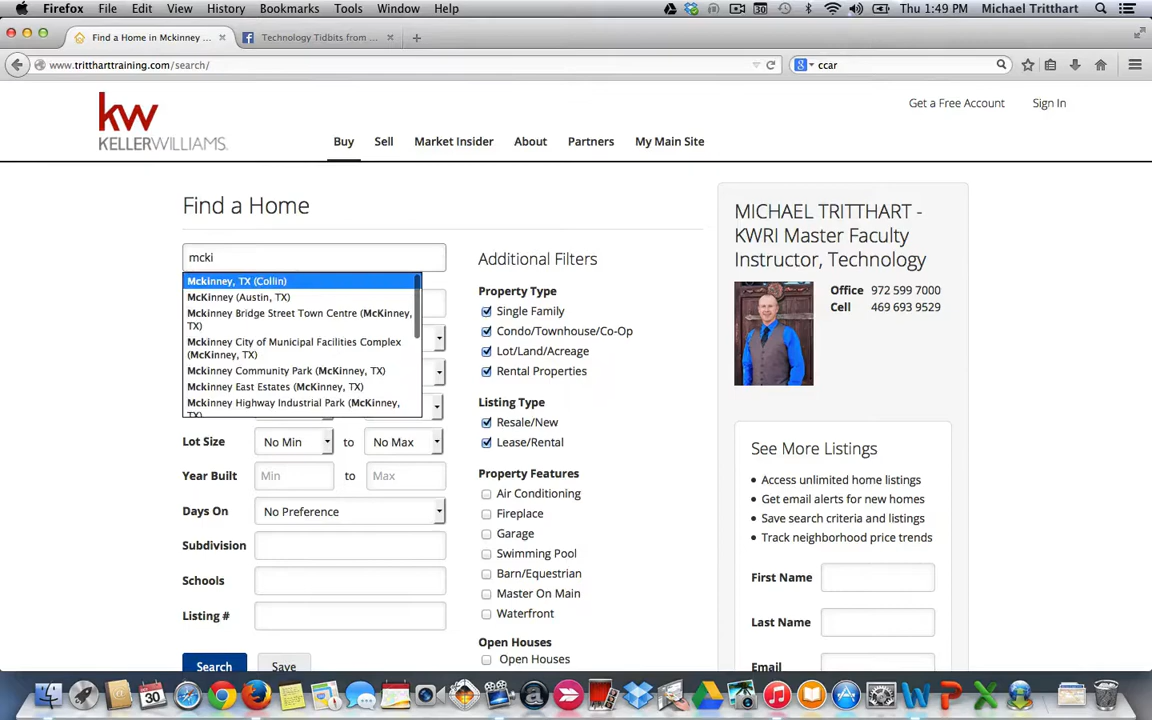 Firefox File Edit View History Bookmarks Tools Window Help 30 Thu 1:49 PM Michael Tritthart
Find a Home in Mckinney ... Technology Tidbits from ...
www.trittharttraining.com/search/ ccar
kw
KELLERWILLIAMS.
Get a Free Account Sign In
Buy Sell Market Insider About Partners My Main Site
Find a Home
mcki
Mckinney, TX (Collin)
McKinney (Austin, TX)
Mckinney Bridge Street Town Centre (McKinney,
TX)
Mckinney City of Municipal Facilities Complex
(McKinney, TX)
Mckinney Community Park (McKinney, TX)
Mckinney East Estates (McKinney, TX)
Mckinney Highway Industrial Park (McKinney,
TX)
Lot Size No Min to No Max
Year Built Min to Max
Days On No Preference
Subdivision
Schools
Listing #
Search Save
Additional Filters
Property Type
Single Family
Condo/Townhouse/Co-Op
Lot/Land/Acreage
Rental Properties
Listing Type
Resale/New
Lease/Rental
Property Features
Air Conditioning
Fireplace
Garage
Swimming Pool
Barn/Equestrian
Master On Main
Waterfront
Open Houses
Open Houses
MICHAEL TRITTHART -
KWRI Master Faculty
Instructor, Technology
Office 972 599 7000
Cell 469 693 9529
See More Listings
Access unlimited home listings
Get email alerts for new homes
Save search criteria and listings
Track neighborhood price trends
First Name
Last Name
Email
30